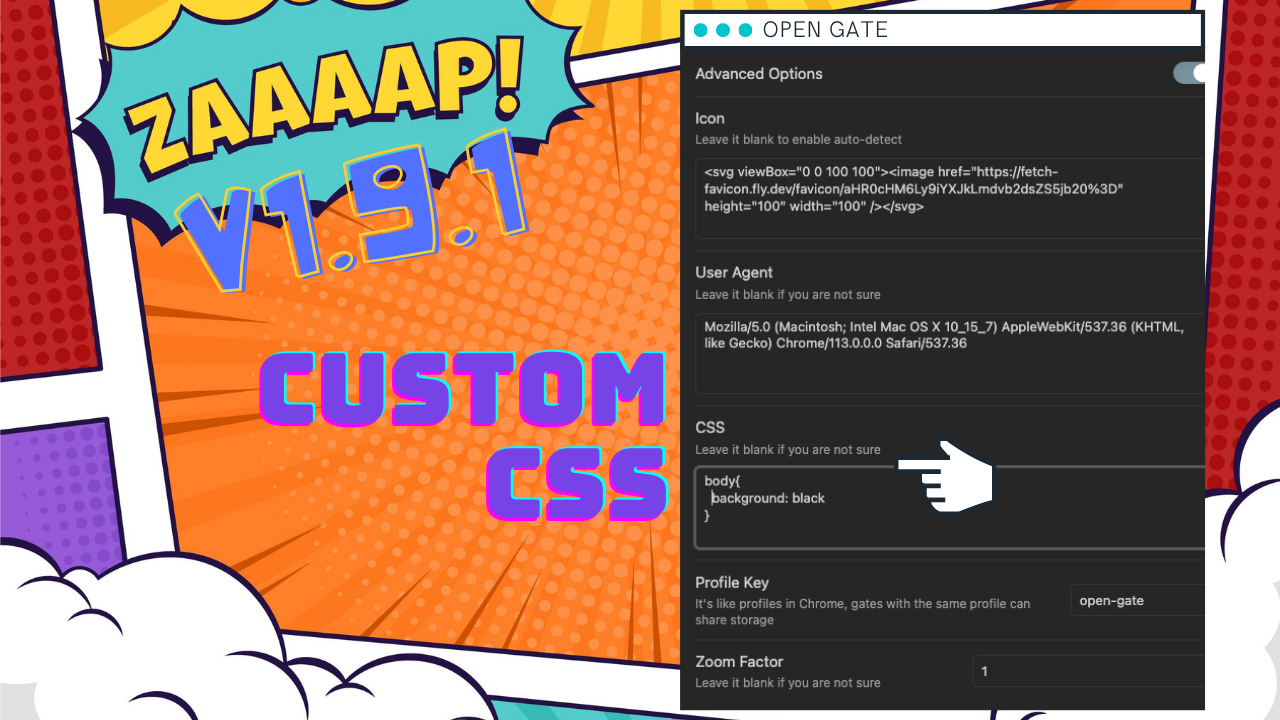 ZAAAAP!
V1.9.1
CUSTOM
CSS
OPEN GATE
Advanced Options
Icon
Leave it blank to enable auto-detect
<svg viewBox="0 0 100 100"><image href="https://fetch-
favicon.fly.dev/favicon/aHR0cHM6Ly9iYXJkLmdvb2dsZS5jb20%3D"
height="100" width="100" /></svg>
User Agent
Leave it blank if you are not sure
Mozilla/5.0 (Macintosh; Intel Mac OS X 10_15_7) AppleWebKit/537.36 (KHTML,
like Gecko) Chrome/113.0.0.0 Safari/537.36
CSS
Leave it blank if you are not sure
body{
background: black
}
Profile Key
It's like profiles in Chrome, gates with the same profile can
share storage
open-gate
Zoom Factor
Leave it blank if you are not sure
1